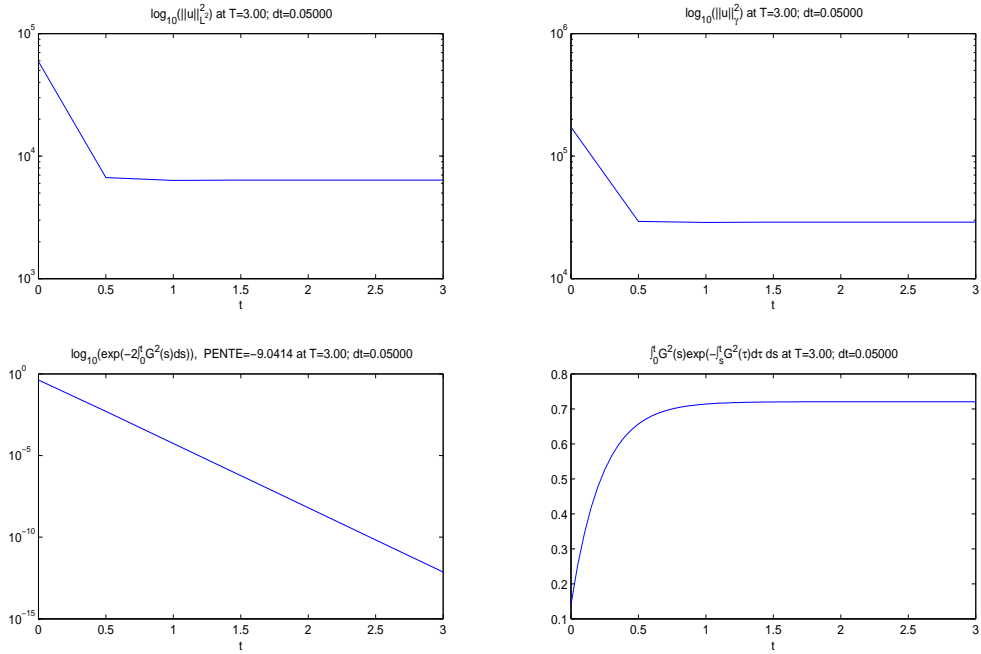 log10(||u||²L²) at T=3.00; dt=0.05000
10^5
10^4
10^3
0 0.5 1 1.5 2 2.5 3
t
log10(||u||²γ) at T=3.00; dt=0.05000
10^6
10^5
10^4
0 0.5 1 1.5 2 2.5 3
t
log10(exp(-2∫0^t G²(s)ds)), PENTE=-9.0414 at T=3.00; dt=0.05000
10^0
10^-5
10^-10
10^-15
0 0.5 1 1.5 2 2.5 3
t
∫0^t G²(s)exp(-∫s^t G²(τ)dτ ds at T=3.00; dt=0.05000
0.8
0.7
0.6
0.5
0.4
0.3
0.2
0.1
0 0.5 1 1.5 2 2.5 3
t